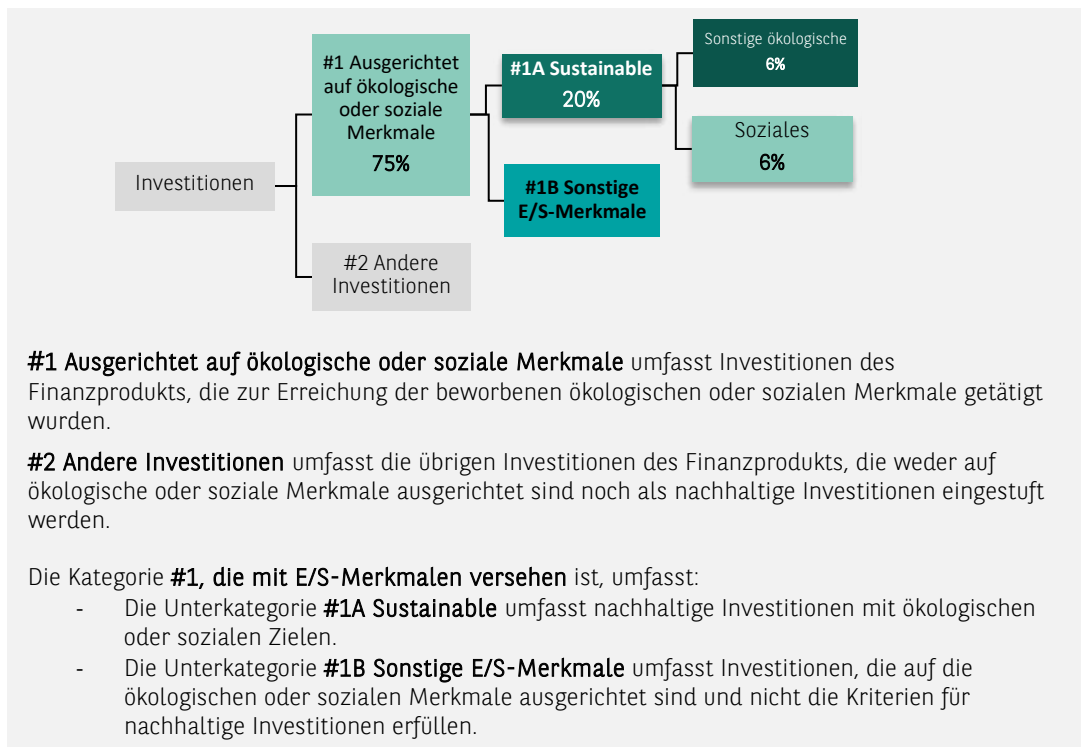 Sonstige ökologische
6%
#1 Ausgerichtet
auf ökologische
oder soziale
Merkmale
75%
#1A Sustainable
20%
Soziales
6%
Investitionen
#1B Sonstige
E/S-Merkmale
#2 Andere
Investitionen
#1 Ausgerichtet auf ökologische oder soziale Merkmale umfasst Investitionen des
Finanzprodukts, die zur Erreichung der beworbenen ökologischen oder sozialen Merkmale getätigt
wurden.
#2 Andere Investitionen umfasst die übrigen Investitionen des Finanzprodukts, die weder auf
ökologische oder soziale Merkmale ausgerichtet sind noch als nachhaltige Investitionen eingestuft
werden.
Die Kategorie #1, die mit E/S-Merkmalen versehen ist, umfasst:
- Die Unterkategorie #1A Sustainable umfasst nachhaltige Investitionen mit ökologischen
oder sozialen Zielen.
- Die Unterkategorie #1B Sonstige E/S-Merkmale umfasst Investitionen, die auf die
ökologischen oder sozialen Merkmale ausgerichtet sind und nicht die Kriterien für
nachhaltige Investitionen erfüllen.